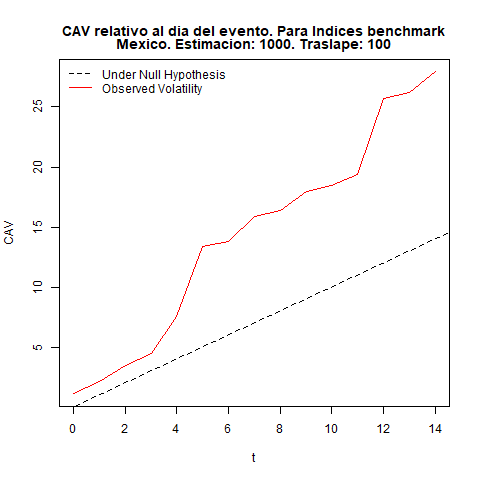 CAV relativo al dia del evento. Para Indices benchmark
Mexico. Estimacion: 1000. Traslape: 100
Under Null Hypothesis
Observed Volatility
CAV
25
20
15
10
5
0 2 4 6 8 10 12 14
t